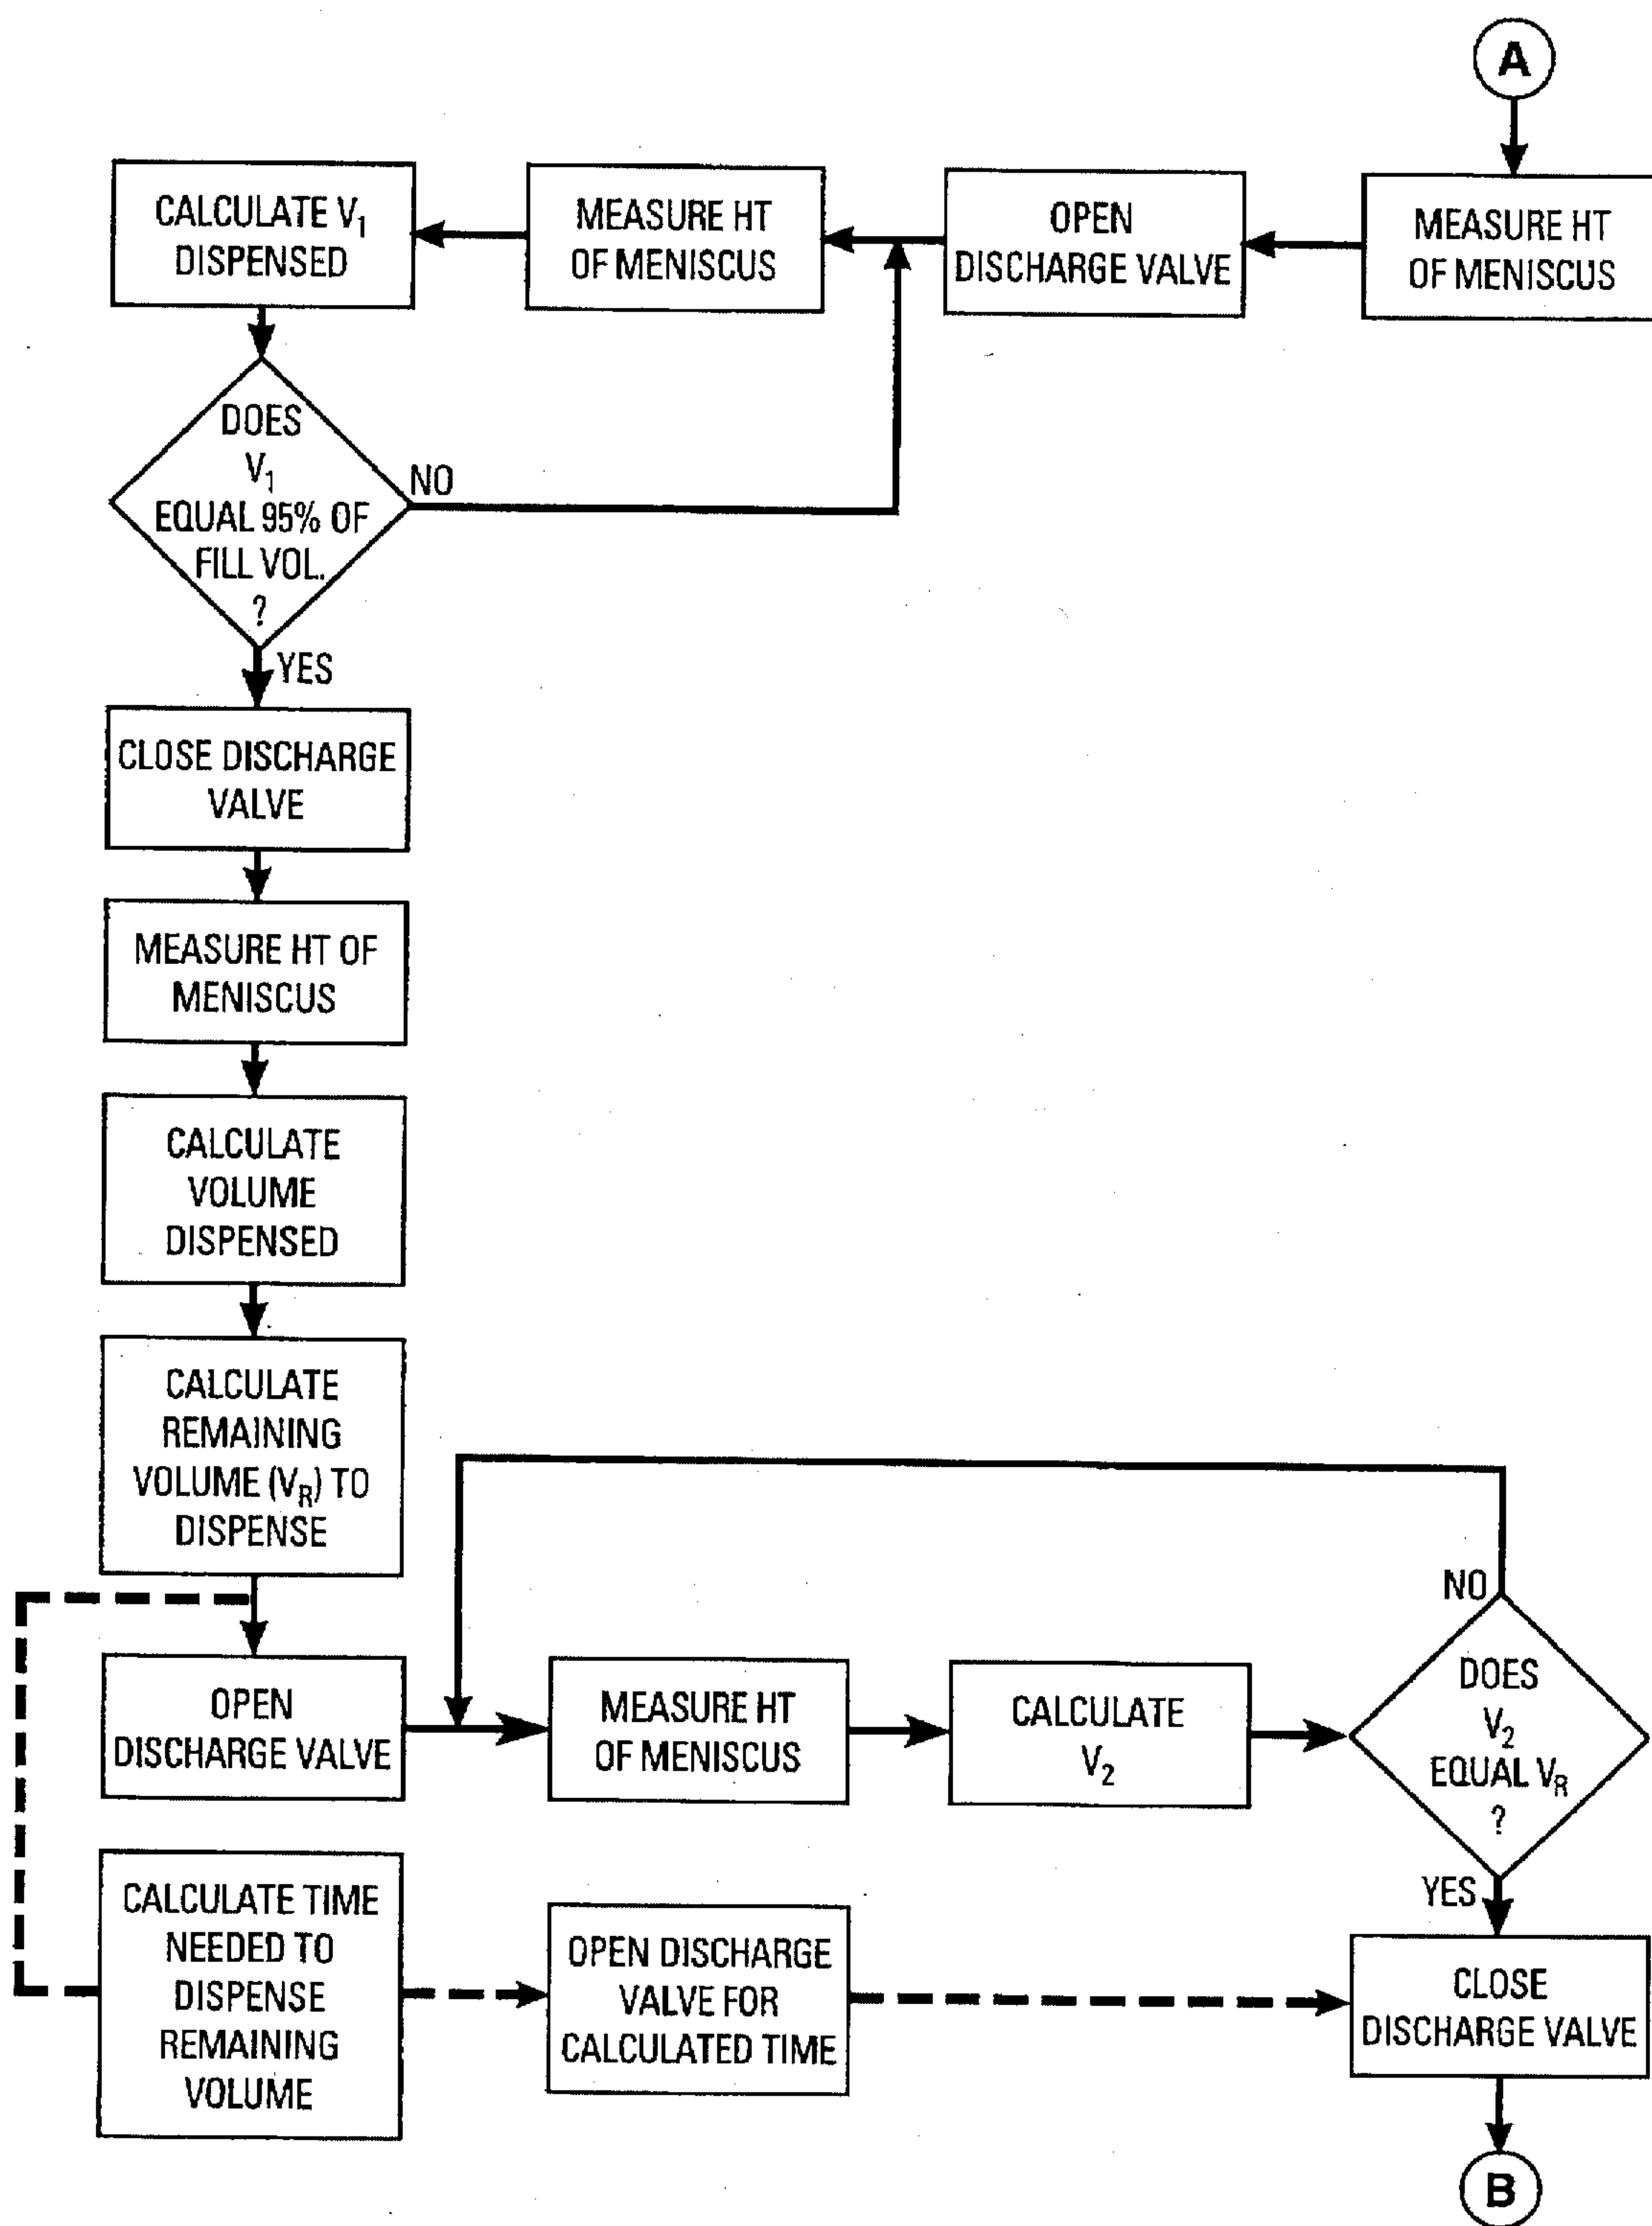 A
MEASURE HT
OF MENISCUS
OPEN
DISCHARGE VALVE
MEASURE HT
OF MENISCUS
CALCULATE V₁
DISPENSED
DOES
V₁
EQUAL 95% OF
FILL VOL.
?
NO
YES
CLOSE DISCHARGE
VALVE
MEASURE HT OF
MENISCUS
CALCULATE
VOLUME
DISPENSED
CALCULATE
REMAINING
VOLUME (V_R) TO
DISPENSE
OPEN
DISCHARGE VALVE
MEASURE HT
OF MENISCUS
CALCULATE
V₂
DOES
V₂
EQUAL V_R
?
NO
YES
CALCULATE TIME
NEEDED TO
DISPENSE
REMAINING
VOLUME
OPEN DISCHARGE
VALVE FOR
CALCULATED TIME
CLOSE
DISCHARGE VALVE
B